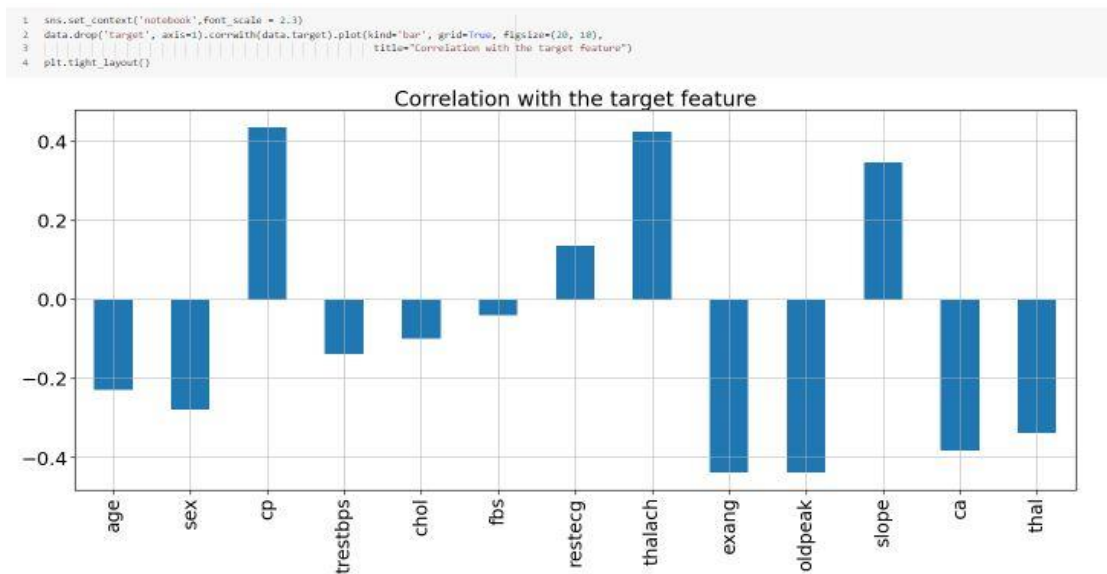 1 sns.set_context('notebook',font_scale = 2.3)
2 data.drop('target', axis=1).corrwith(data.target).plot(kind='bar', grid=True, figsize=(20, 10),
3 title="Correlation with the target feature")
4 plt.tight_layout()
Correlation with the target feature
0.4
0.2
0.0
−0.2
−0.4
age sex cp trestbps chol fbs restecg thalach exang oldpeak slope ca thal